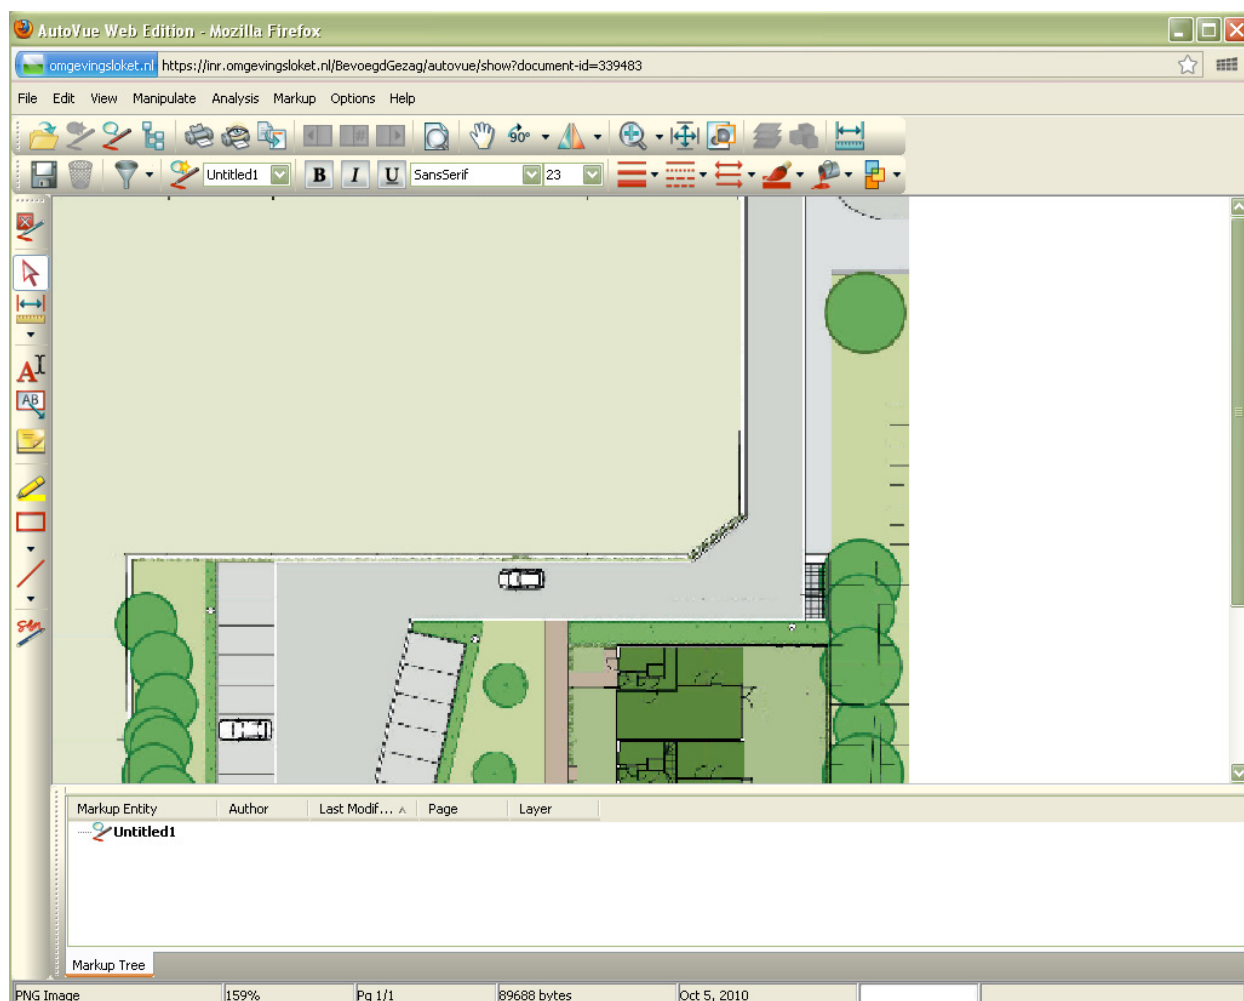 AutoVue Web Edition - Mozilla Firefox
omgevingsloket.nl https://inr.omgevingsloket.nl/BevoegdGezag/autovue/show?document-id=339483
File Edit View Manipulate Analysis Markup Options Help
90°
Untitled1 B I U SansSerif 23
A
AB
Markup Entity Author Last Modif... Page Layer
Untitled1
Markup Tree
PNG Image 159% Pg 1/1 89688 bytes Oct 5, 2010